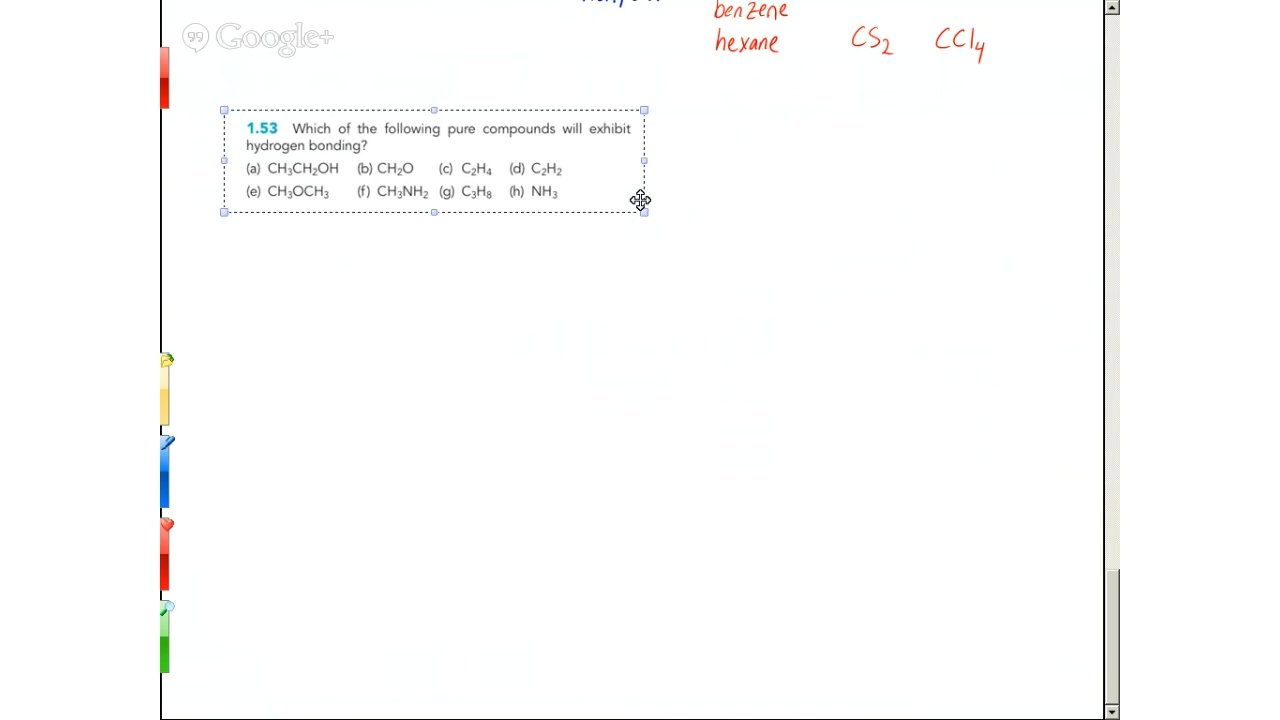 benzene
hexane CS2 CCl4
Google+
1.53 Which of the following pure compounds will exhibit
hydrogen bonding?
(a) CH3CH2OH (b) CH2O (c) C2H4 (d) C2H2
(e) CH3OCH3 (f) CH3NH2 (g) C3H8 (h) NH3